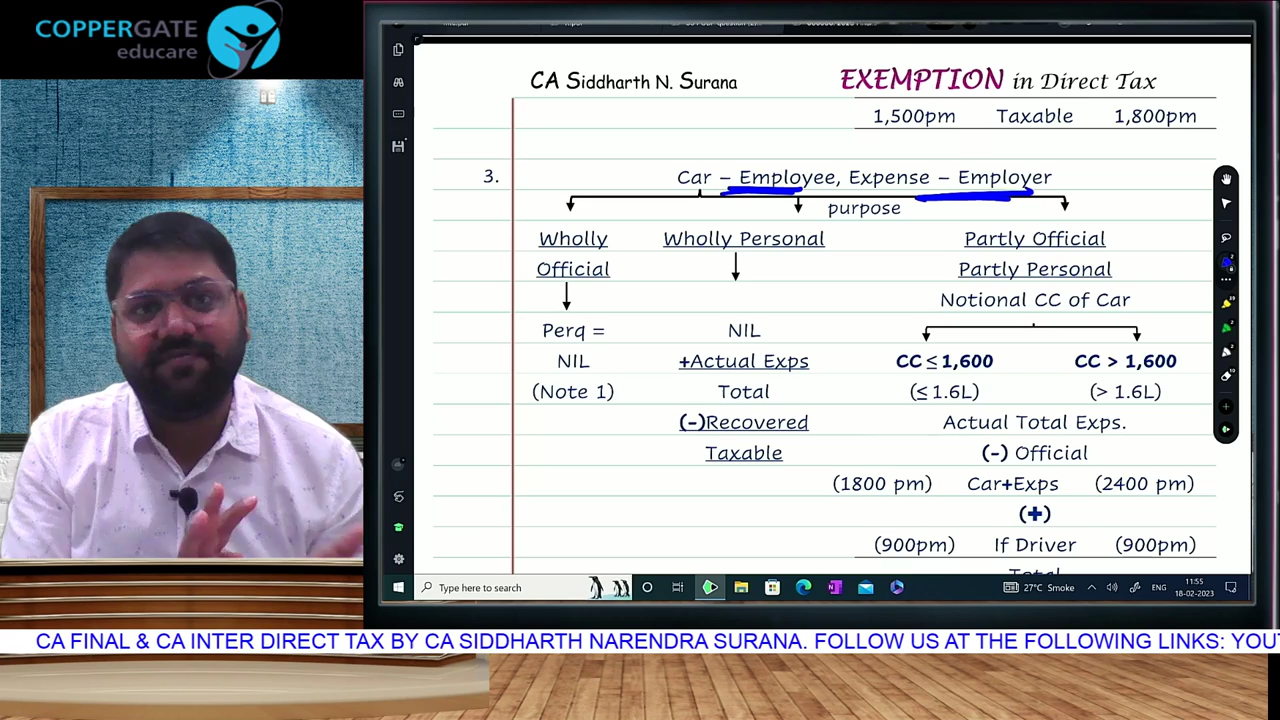 COPPERGATE
educare
CA Siddharth N. Surana
EXEMPTION in Direct Tax
1,500pm Taxable 1,800pm
3. Car – Employee, Expense – Employer
purpose
Wholly Wholly Personal Partly Official
Official Partly Personal
Notional CC of Car
Perq = NIL
NIL +Actual Exps CC ≤ 1,600 CC > 1,600
(Note 1) Total (≤ 1.6L) (> 1.6L)
(-)Recovered Actual Total Exps.
Taxable (-) Official
(1800 pm) Car+Exps (2400 pm)
(+)
(900pm) If Driver (900pm)
Total
Type here to search
27°C Smoke
ENG
11:55
18-02-2023
CA FINAL & CA INTER DIRECT TAX BY CA SIDDHARTH NARENDRA SURANA. FOLLOW US AT THE FOLLOWING LINKS: YOU